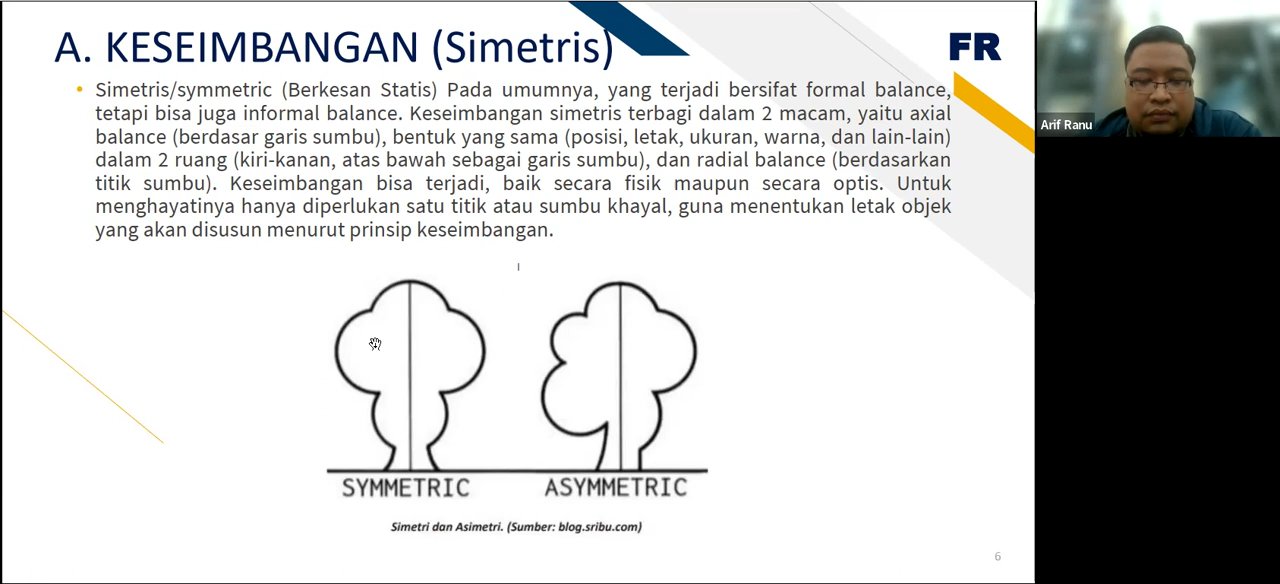 A. KESEIMBANGAN (Simetris)
FR
• Simetris/symmetric (Berkesan Statis) Pada umumnya, yang terjadi bersifat formal balance,
tetapi bisa juga informal balance. Keseimbangan simetris terbagi dalam 2 macam, yaitu axial
balance (berdasar garis sumbu), bentuk yang sama (posisi, letak, ukuran, warna, dan lain-lain)
dalam 2 ruang (kiri-kanan, atas bawah sebagai garis sumbu), dan radial balance (berdasarkan
titik sumbu). Keseimbangan bisa terjadi, baik secara fisik maupun secara optis. Untuk
menghayatinya hanya diperlukan satu titik atau sumbu khayal, guna menentukan letak objek
yang akan disusun menurut prinsip keseimbangan.
SYMMETRIC
ASYMMETRIC
Simetri dan Asimetri. (Sumber: blog.sribu.com)
6
Arif Ranu